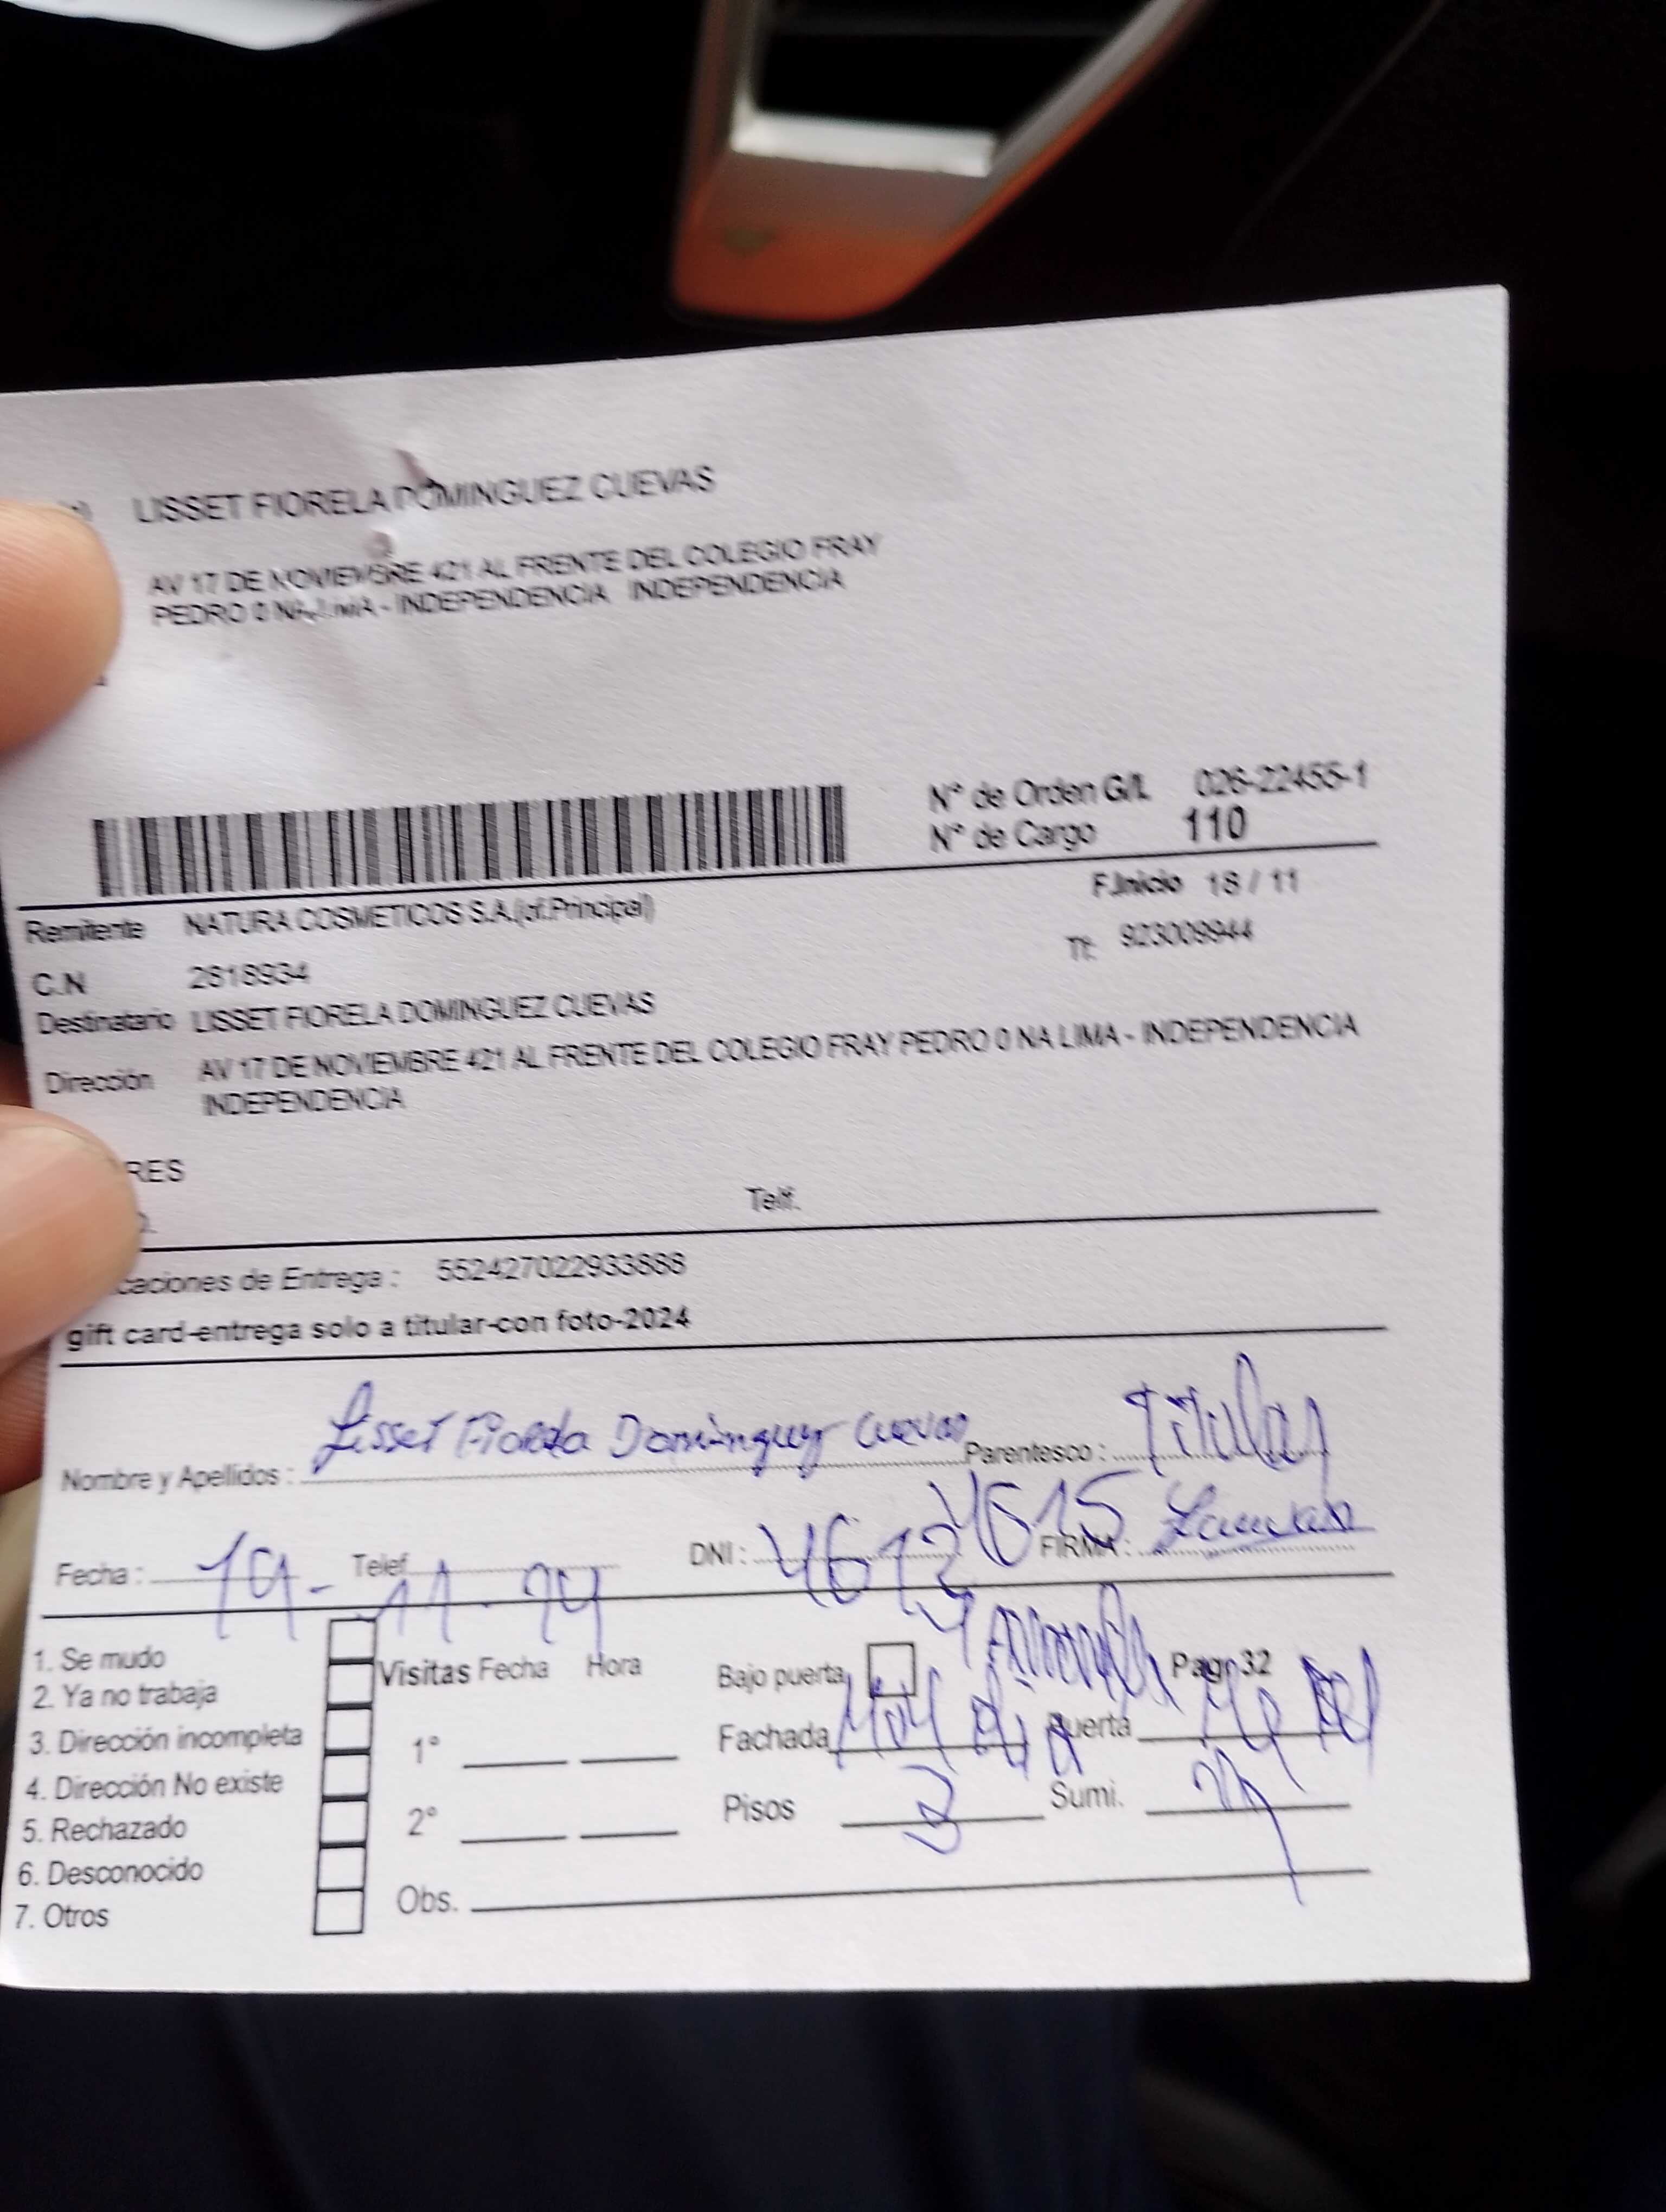 LISSET FIORELA DOMINGUEZ CUEVAS
AV 17 DE NOVIEMBRE 421 AL FRENTE DEL COLEGIO FRAY
PEDRO 0 NA LIMA - INDEPENDENCIA INDEPENDENCIA
N° de Orden G/L 026-22455-1
N° de Cargo 110
F.Inicio 18 / 11
Remitente NATURA COSMETICOS S.A.(of.Principal)
Tf: 923009944
C.N 2818934
Destinatario LISSET FIORELA DOMINGUEZ CUEVAS
Dirección AV 17 DE NOVIEMBRE 421 AL FRENTE DEL COLEGIO FRAY PEDRO 0 NA LIMA - INDEPENDENCIA
INDEPENDENCIA
RES
Telf.
caciones de Entrega : 552427022933888
gift card-entrega solo a titular-con foto-2024
Nombre y Apellidos : Lisset Fiorela Dominguez Cuevas Parentesco : Titular
Fecha : 19-11-24 Telef DNI : 46124615 FIRMA :
1. Se mudo
2. Ya no trabaja
3. Dirección incompleta
4. Dirección No existe
5. Rechazado
6. Desconocido
7. Otros
Visitas Fecha Hora
1°
2°
Obs.
Bajo puerta Pag. 32
Fachada Puerta
Pisos 3 Sumi.